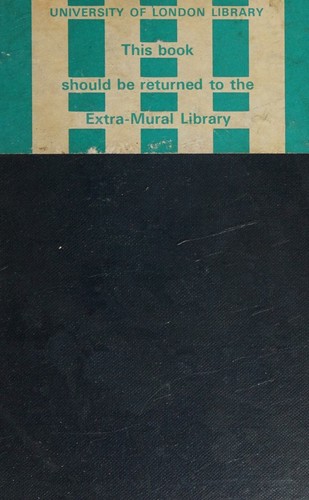 UNIVERSITY OF LONDON LIBRARY
This book
should be returned to the
Extra-Mural Library